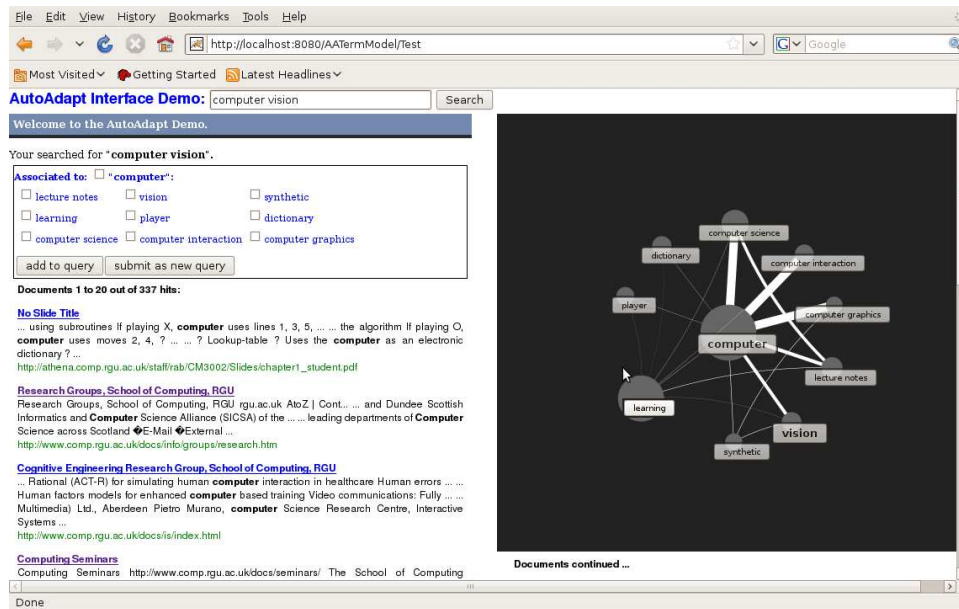 File Edit View History Bookmarks Tools Help
http://localhost:8080/AATermModel/Test
Google
Most Visited Getting Started Latest Headlines
AutoAdapt Interface Demo: computer vision Search
Welcome to the AutoAdapt Demo.
Your searched for "computer vision".
Associated to: "computer":
lecture notes vision synthetic
learning player dictionary
computer science computer interaction computer graphics
add to query submit as new query
Documents 1 to 20 out of 337 hits:
No Slide Title
... using subroutines If playing X, computer uses lines 1, 3, 5, ... ... the algorithm If playing O,
computer uses moves 2, 4, ? ... ... ? Lookup-table ? Uses the computer as an electronic
dictionary ? ...
http://athena.comp.rgu.ac.uk/staff/rab/CM3002/Slides/chapter1_student.pdf
Research Groups, School of Computing, RGU
Research Groups, School of Computing, RGU rgu.ac.uk AtoZ | Cont... ... and Dundee Scottish
Informatics and Computer Science Alliance (SICSA) of the ... ... leading departments of Computer
Science across Scotland �E-Mail �External ...
http://www.comp.rgu.ac.uk/docs/info/groups/research.htm
Cognitive Engineering Research Group, School of Computing, RGU
... Rational (ACT-R) for simulating human computer interaction in healthcare Human errors ... ...
Human factors models for enhanced computer based training Video communications: Fully ... ...
Multimedia) Ltd., Aberdeen Pietro Murano, computer Science Research Centre, Interactive
Systems ...
http://www.comp.rgu.ac.uk/docs/is/index.html
Computing Seminars
Computing Seminars http://www.comp.rgu.ac.uk/docs/seminars/ The School of Computing
computer science
dictionary
computer interaction
player
computer graphics
computer
lecture notes
learning
vision
synthetic
Documents continued ...
Done